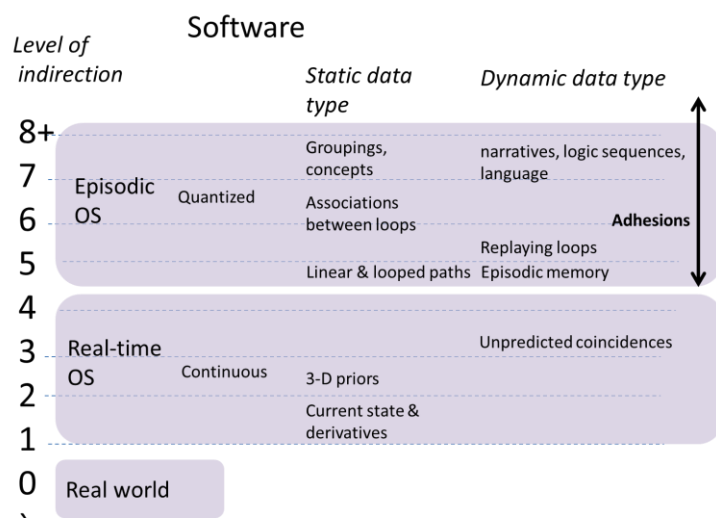 Software
Level of
indirection
Static data
type
Dynamic data type
8+
Groupings,
concepts
narratives, logic sequences,
language
7
Episodic
OS
Quantized
Associations
between loops
6
Adhesions
Replaying loops
5
Linear & looped paths
Episodic memory
4
Real-time
OS
3
Unpredicted coincidences
Continuous
3-D priors
2
Current state &
derivatives
1
0
Real world